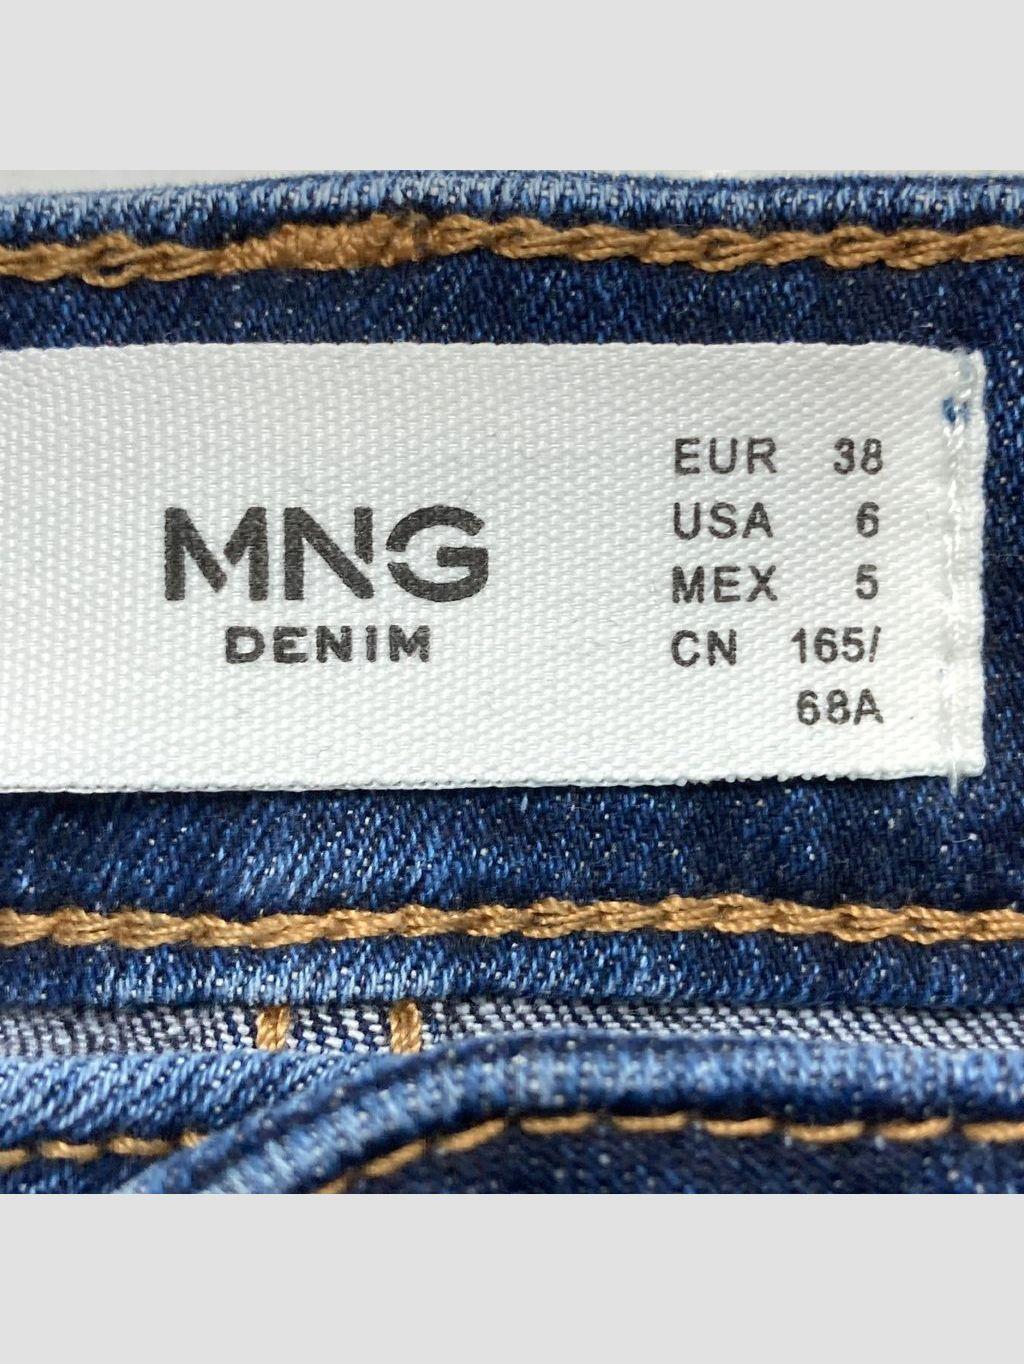 MNG
DENIM
EUR 38
USA 6
MEX 5
CN 165/
68A